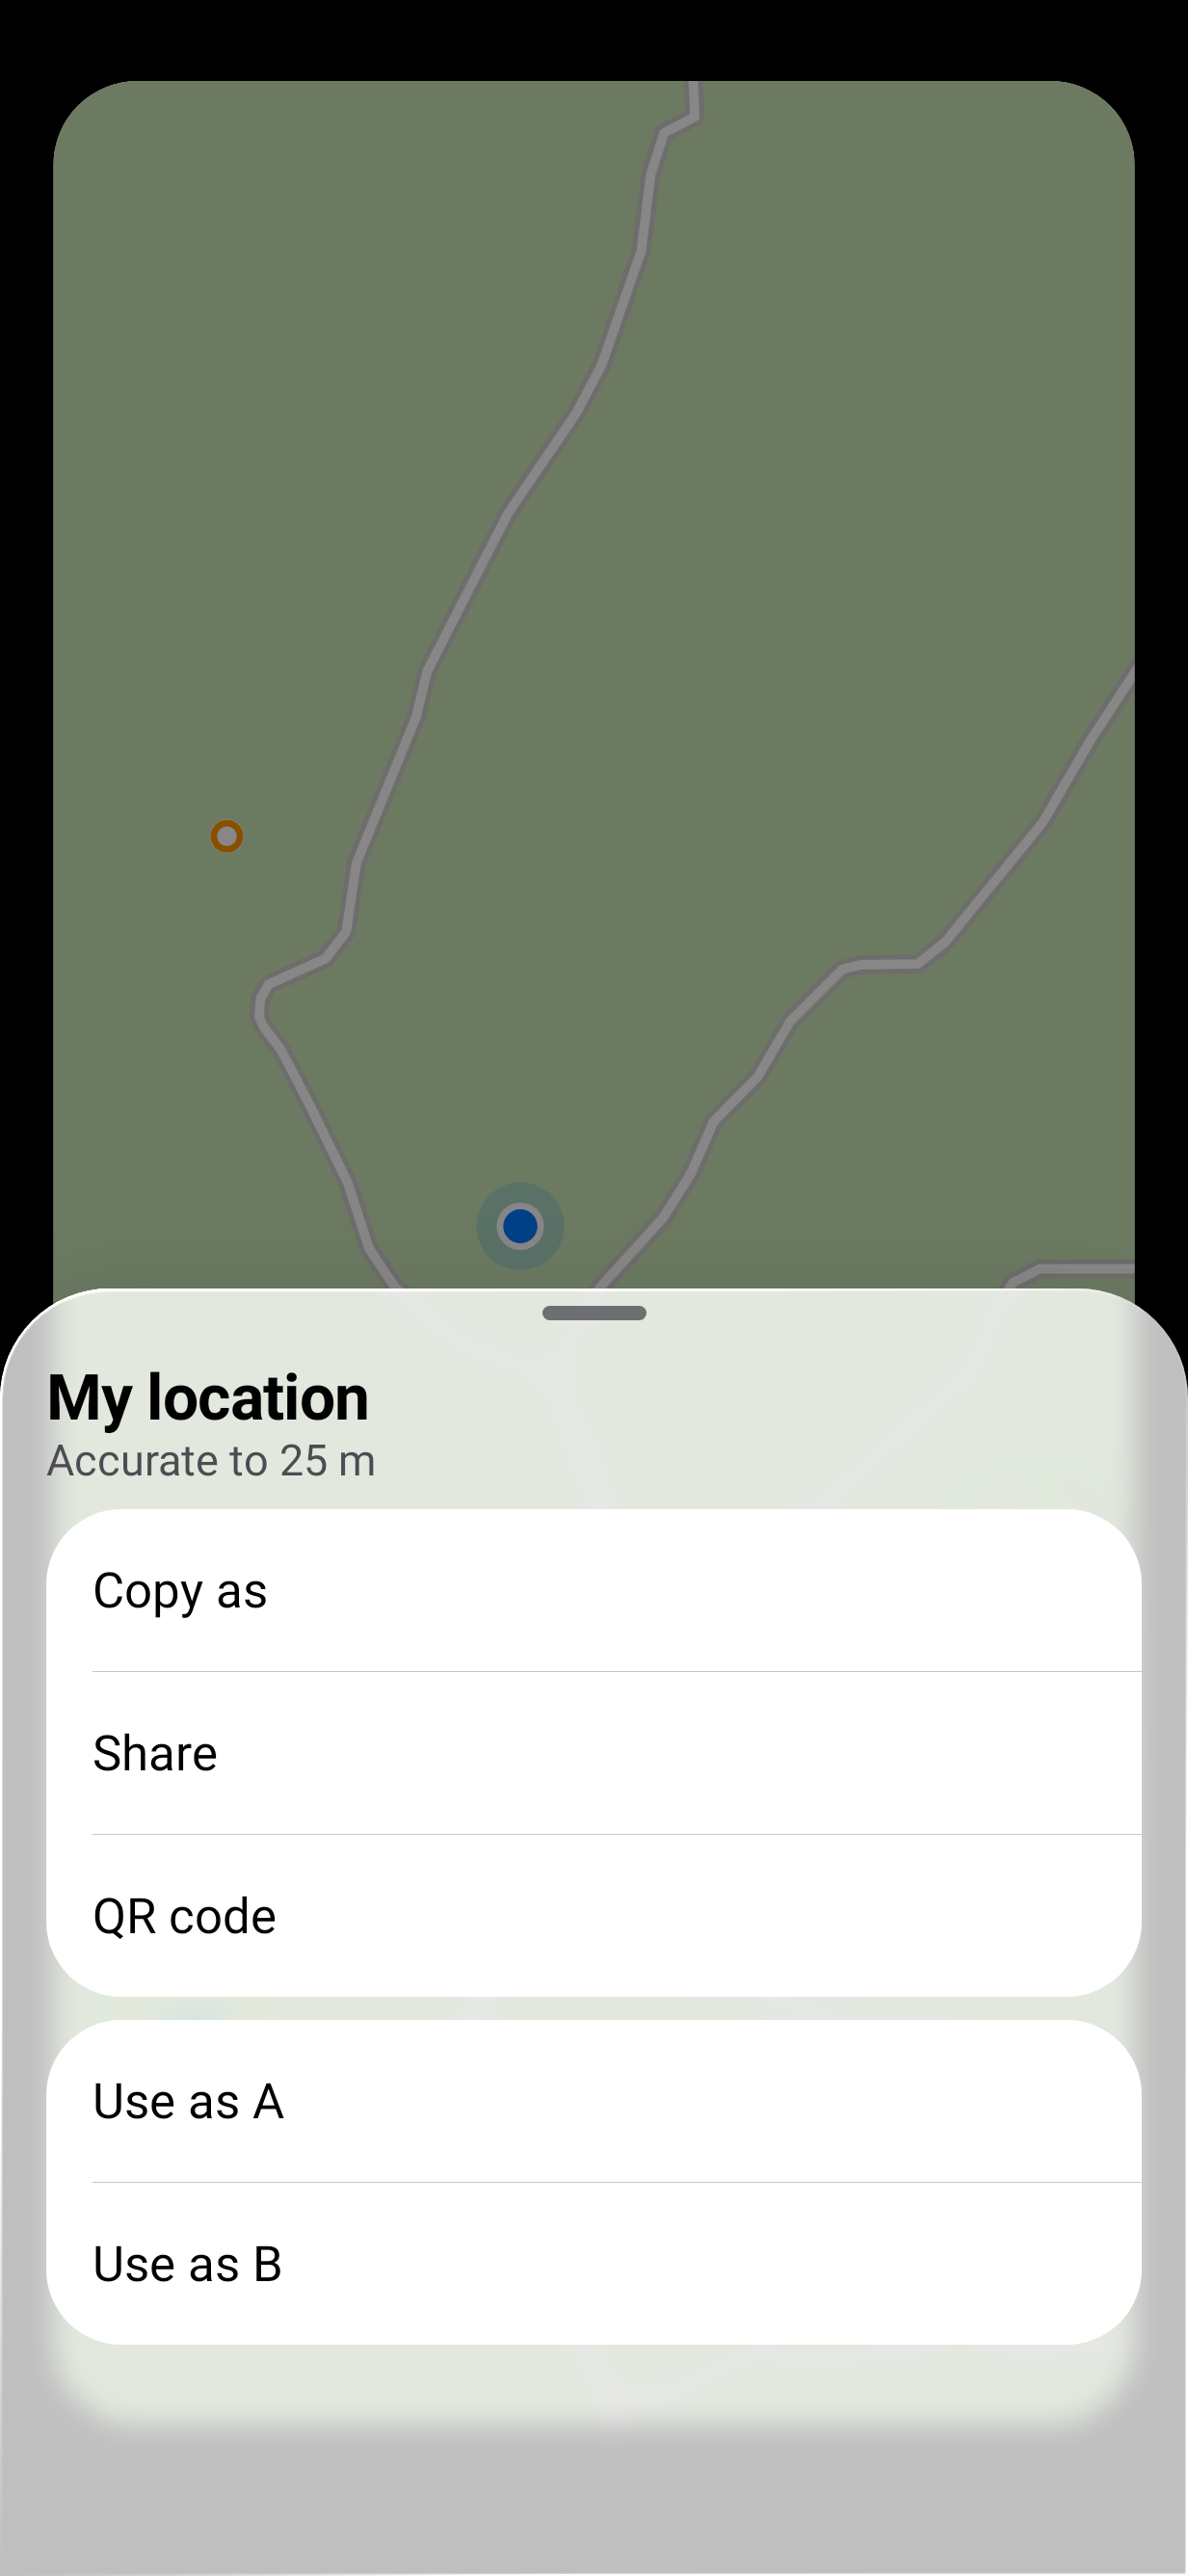 My location
Accurate to 25 m
Copy as
Share
QR code
Use as A
Use as B